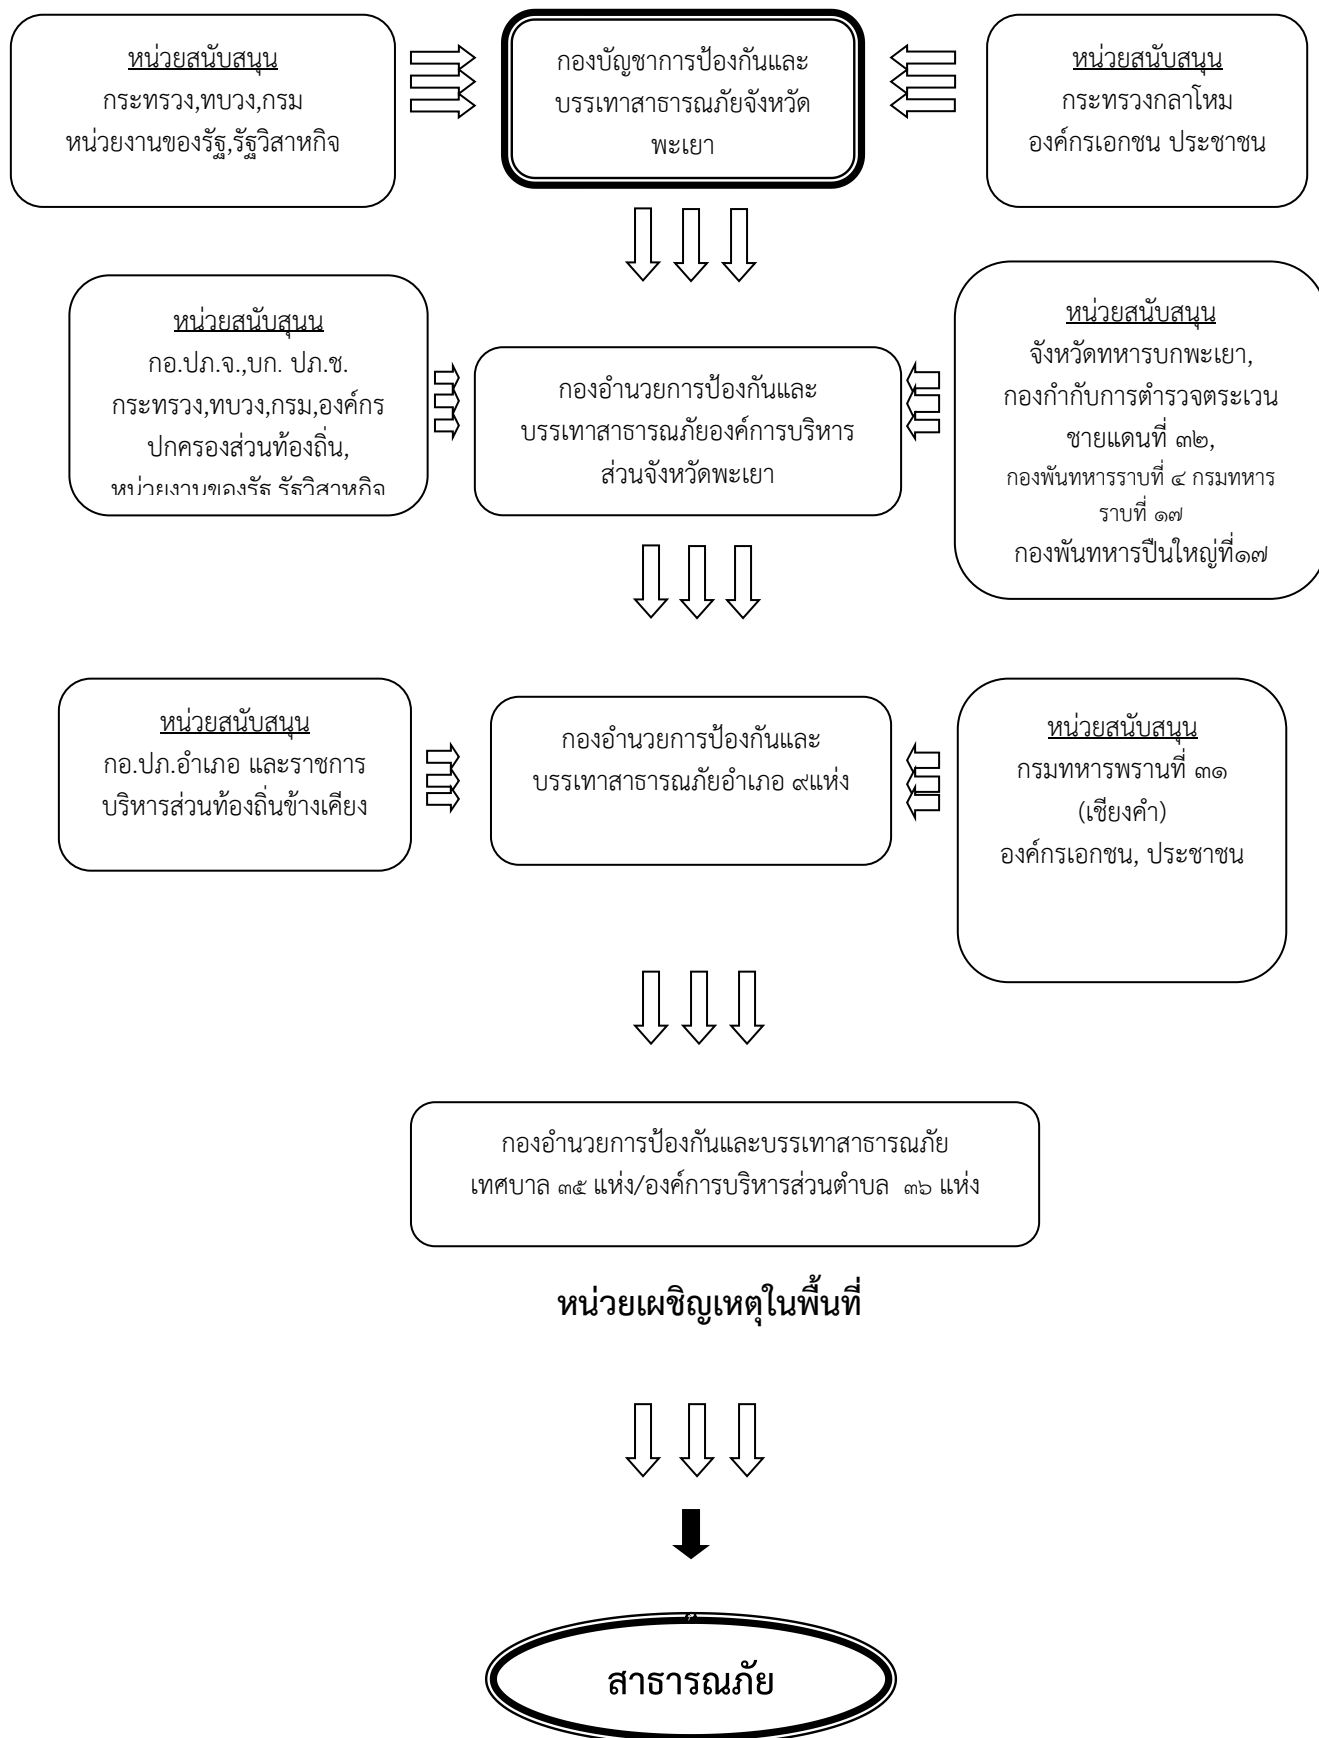 หน่วยสนับสนุน
กระทรวง,ทบวง,กรม
หน่วยงานของรัฐ,รัฐวิสาหกิจ
กองบัญชาการป้องกันและ
บรรเทาสาธารณภัยจังหวัด
พะเยา
หน่วยสนับสนุน
กระทรวงกลาโหม
องค์กรเอกชน ประชาชน
หน่วยสนับสุนน
กอ.ปภ.จ.,บก. ปภ.ช.
กระทรวง,ทบวง,กรม,องค์กร
ปกครองส่วนท้องถิ่น,
หน่วยงานของรัฐ รัฐวิสาหกิจ
กองอำนวยการป้องกันและ
บรรเทาสาธารณภัยองค์การบริหาร
ส่วนจังหวัดพะเยา
หน่วยสนับสนุน
จังหวัดทหารบกพะเยา,
กองกำกับการตำรวจตระเวน
ชายแดนที่ ๓๒,
กองพันทหารราบที่ ๔ กรมทหาร
ราบที่ ๑๗
กองพันทหารปืนใหญ่ที่๑๗
หน่วยสนับสนุน
กอ.ปภ.อำเภอ และราชการ
บริหารส่วนท้องถิ่นข้างเคียง
กองอำนวยการป้องกันและ
บรรเทาสาธารณภัยอำเภอ ๙แห่ง
หน่วยสนับสนุน
กรมทหารพรานที่ ๓๑
(เชียงคำ)
องค์กรเอกชน, ประชาชน
กองอำนวยการป้องกันและบรรเทาสาธารณภัย
เทศบาล ๓๕ แห่ง/องค์การบริหารส่วนตำบล ๓๖ แห่ง
หน่วยเผชิญเหตุในพื้นที่
สาธารณภัย